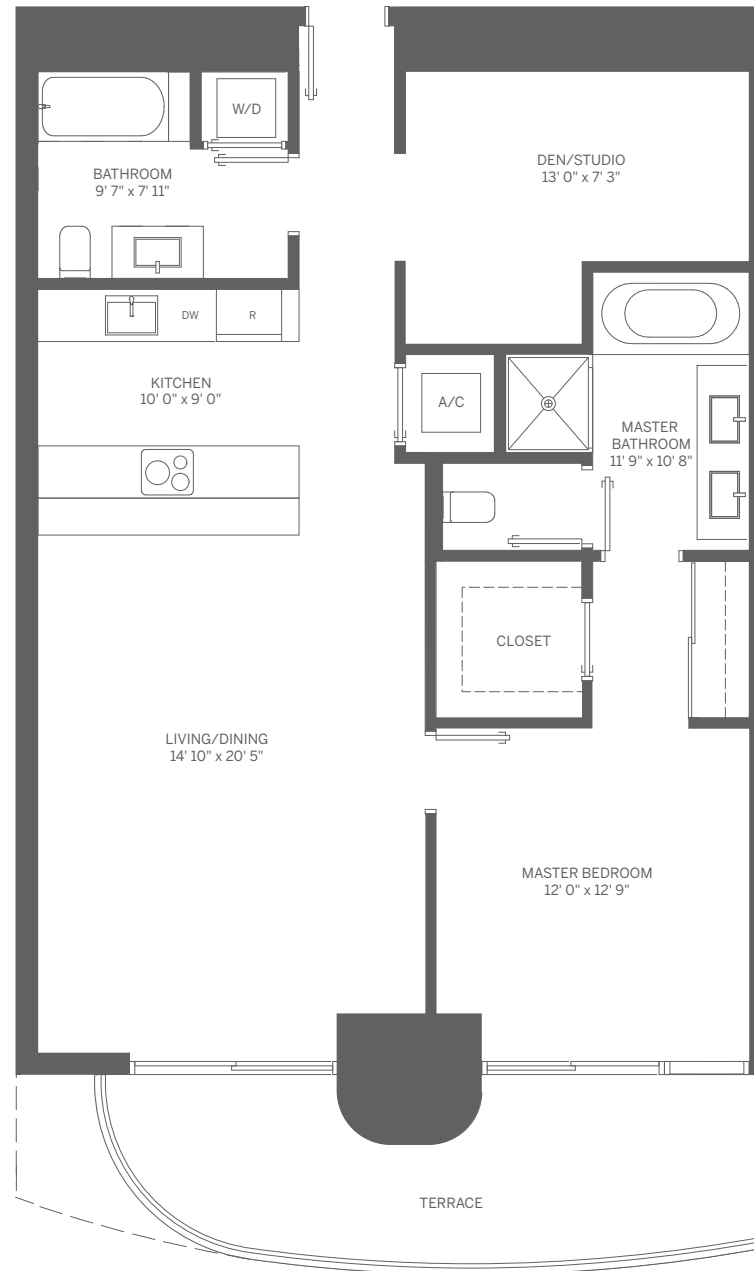 W/D
BATHROOM
9' 7" x 7' 11"
DEN/STUDIO
13' 0" x 7' 3"
DW
R
KITCHEN
10' 0" x 9' 0"
A/C
MASTER
BATHROOM
11' 9" x 10' 8"
CLOSET
LIVING/DINING
14' 10" x 20' 5"
MASTER BEDROOM
12' 0" x 12' 9"
TERRACE